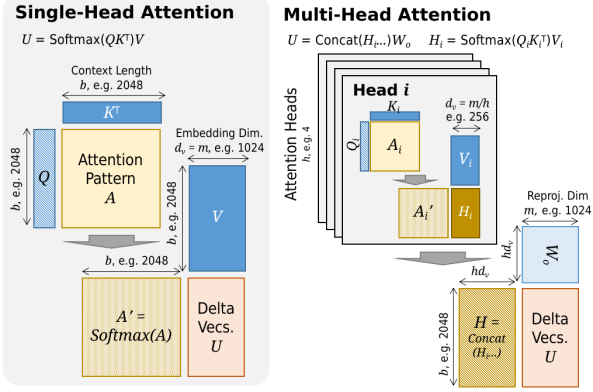 Single-Head Attention
U = Softmax(QKᵀ)V
Context Length
b, e.g. 2048
Kᵀ
b, e.g. 2048
Q
Attention
Pattern
A
Embedding Dim.
dᵥ = m, e.g. 1024
b, e.g. 2048
V
b, e.g. 2048
A′ =
Softmax(A)
Delta
Vecs.
U
Multi-Head Attention
U = Concat(Hᵢ...)Wₒ
Hᵢ = Softmax(QᵢKᵢᵀ)Vᵢ
Attention Heads
h, e.g. 4
Head i
Kᵢ
Qᵢ
Aᵢ
dᵥ = m/h
e.g. 256
Vᵢ
Aᵢ′
Hᵢ
Reproj. Dim
m, e.g. 1024
hdᵥ
Wₒ
hdᵥ
b, e.g. 2048
H =
Concat
(Hᵢ...)
Delta
Vecs.
U